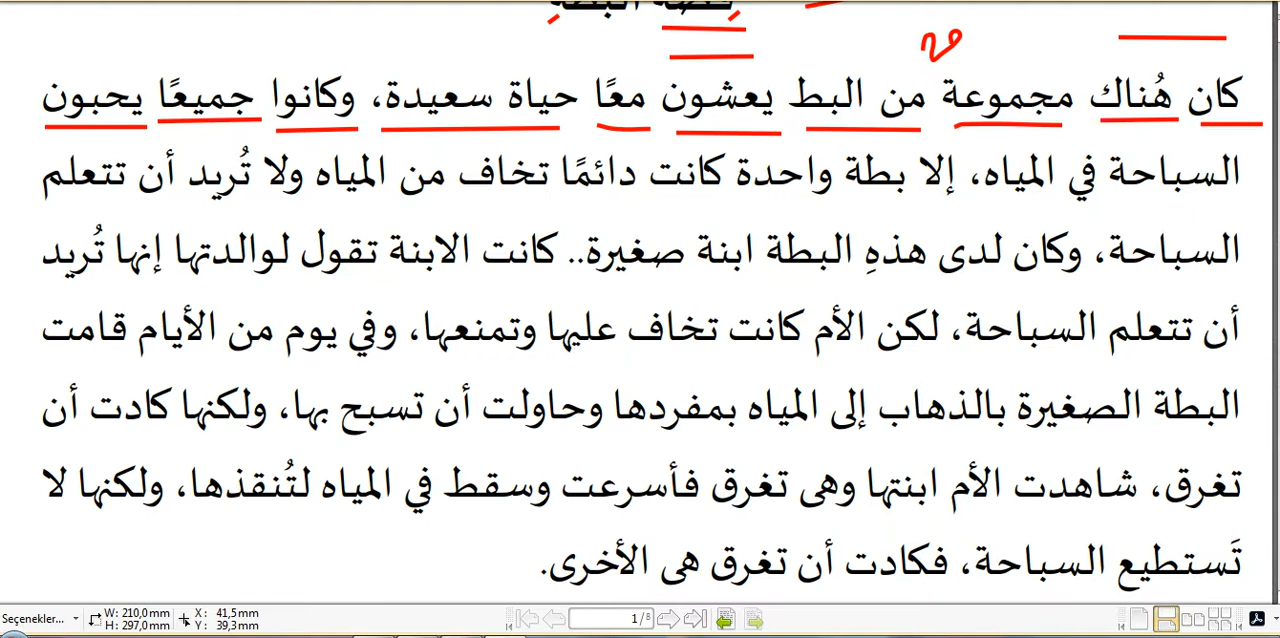 قصة البطةِ
كان هُناك مجموعة من البط يعشون معًا حياة سعيدة، وكانوا جميعًا يحبون
السباحة في المياه، إلا بطة واحدة كانت دائمًا تخاف من المياه ولا تُريد أن تتعلم
السباحة، وكان لدى هذهِ البطة ابنة صغيرة.. كانت الابنة تقول لوالدتها إنها تُريد
أن تتعلم السباحة، لكن الأم كانت تخاف عليها وتمنعها، وفي يوم من الأيام قامت
البطة الصغيرة بالذهاب إلى المياه بمفردها وحاولت أن تسبح بها، ولكنها كادت أن
تغرق، شاهدت الأم ابنتها وهى تغرق فأسرعت وسقط في المياه لتُنقذها، ولكنها لا
تَستطيع السباحة، فكادت أن تغرق هى الأخرى.
Seçenekler... W: 210,0mm X: 41,5mm 1/8
H: 297,0mm Y: 39,3mm